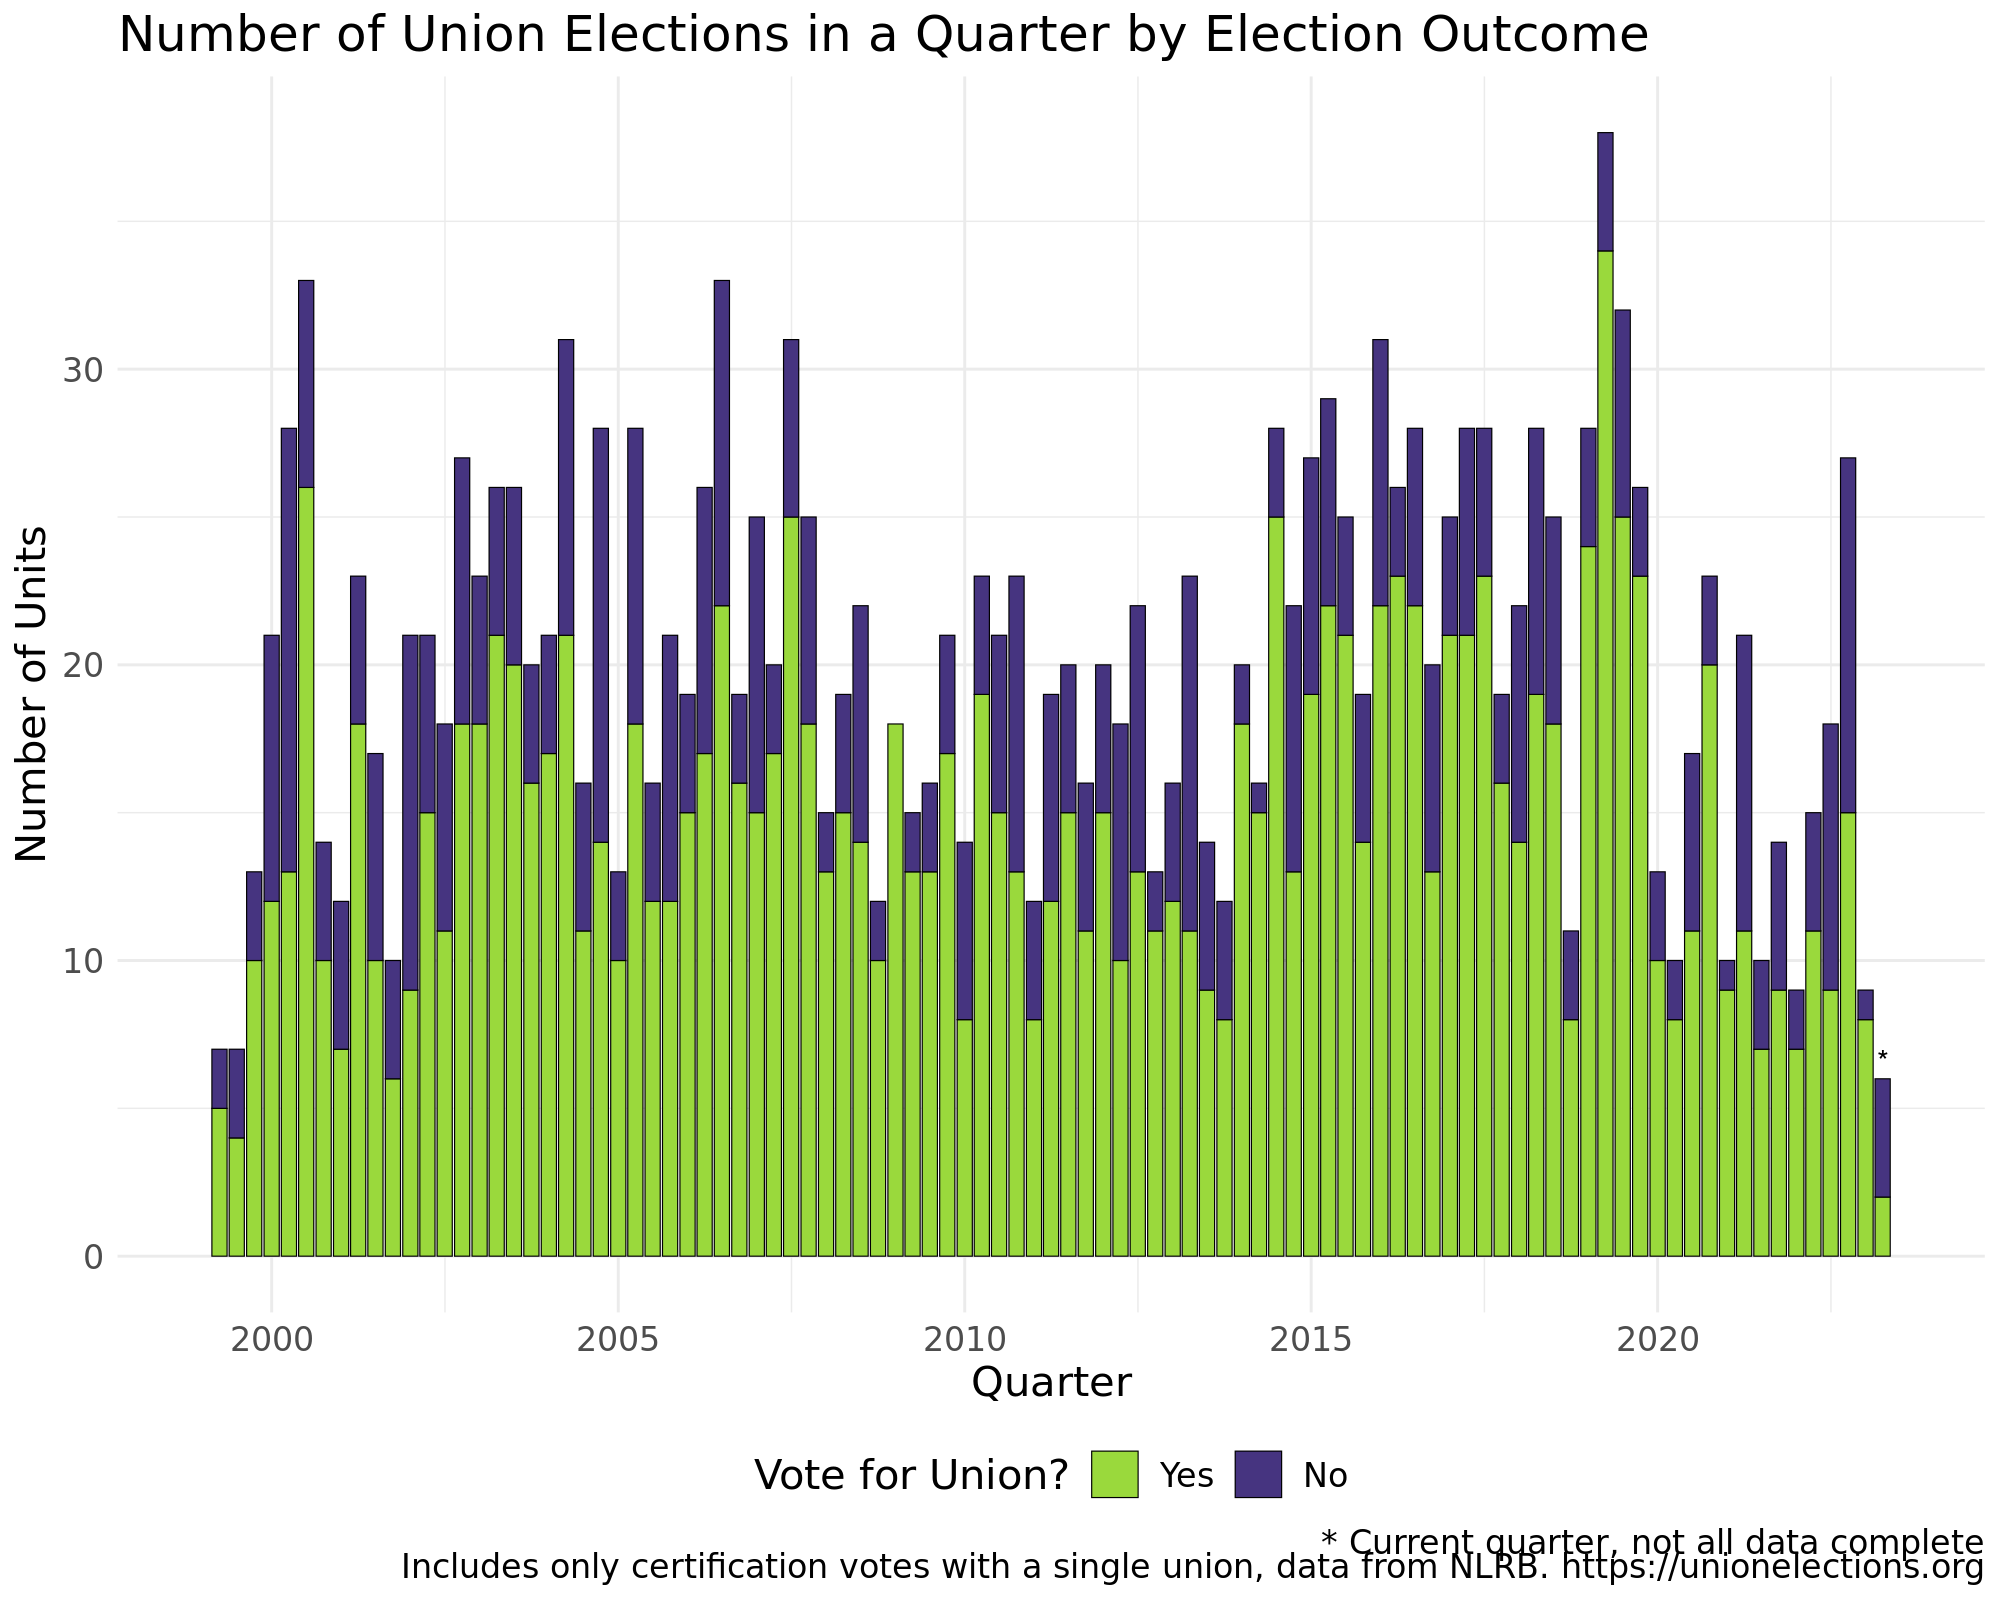 Number of Union Elections in a Quarter by Election Outcome
Number of Units
30
20
10
0
*
2000 2005 2010 2015 2020
Quarter
Vote for Union? Yes No
* Current quarter, not all data complete
Includes only certification votes with a single union, data from NLRB. https://unionelections.org